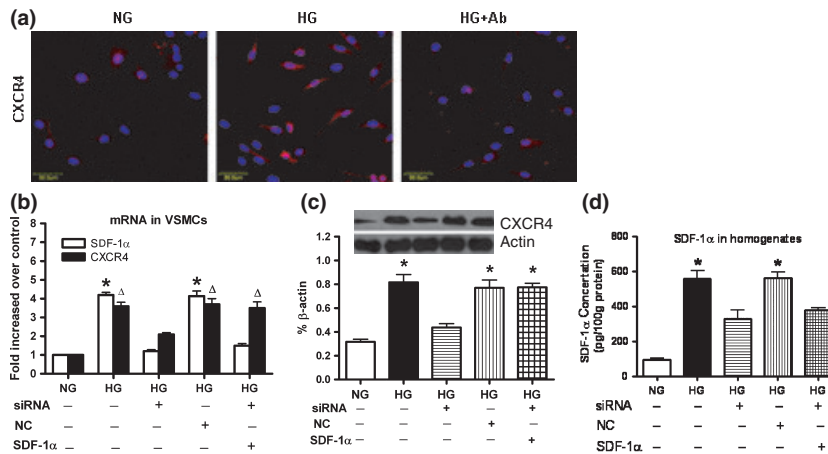 (a)
NG HG HG+Ab
CXCR4
(b)
mRNA in VSMCs
SDF-1α
CXCR4
Fold increased over control
8
7
6
5
4
3
2
1
0
* Δ * Δ Δ
NG HG HG HG HG
siRNA – – + – +
NC – – – + –
SDF-1α – – – – +
(c)
CXCR4
Actin
% β-actin
1.2
1.0
0.8
0.6
0.4
0.2
0.0
* * *
NG HG HG HG HG
siRNA – – + – +
NC – – – + –
SDF-1α – – – – +
(d)
SDF-1α in homogenates
SDF-1α Concertation
(pg/100g protein)
800
600
400
200
0
* *
NG HG HG HG HG
siRNA – – + – +
NC – – – + –
SDF-1α – – – – +